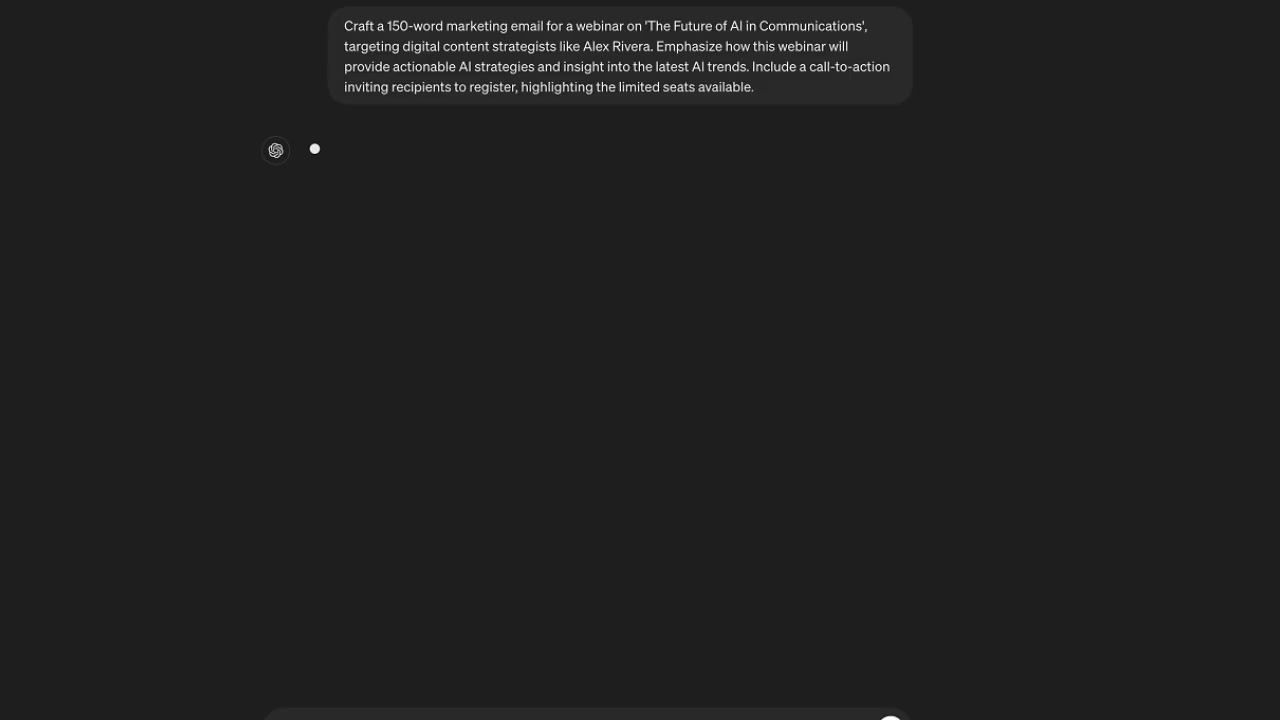 Craft a 150-word marketing email for a webinar on 'The Future of AI in Communications',
targeting digital content strategists like Alex Rivera. Emphasize how this webinar will
provide actionable AI strategies and insight into the latest AI trends. Include a call-to-action
inviting recipients to register, highlighting the limited seats available.